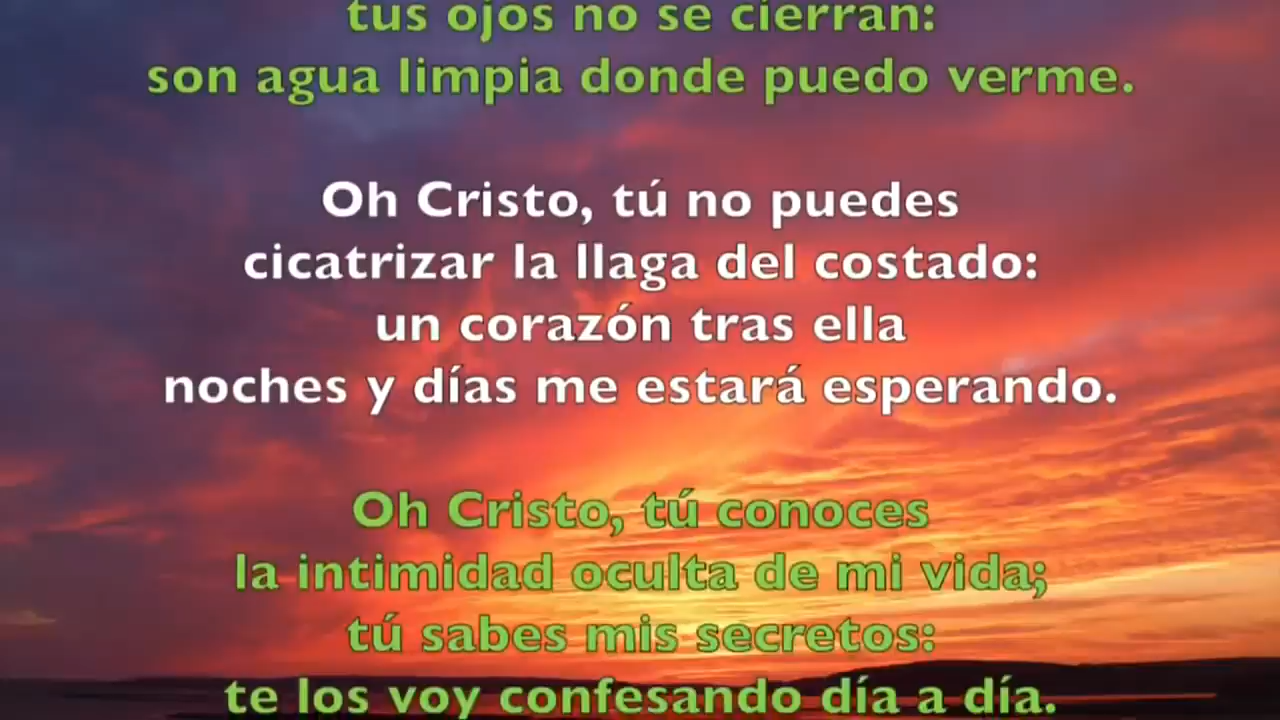 tus ojos no se cierran:
son agua limpia donde puedo verme.
Oh Cristo, tú no puedes
cicatrizar la llaga del costado:
un corazón tras ella
noches y días me estará esperando.
Oh Cristo, tú conoces
la intimidad oculta de mi vida;
tú sabes mis secretos:
te los voy confesando día a día.